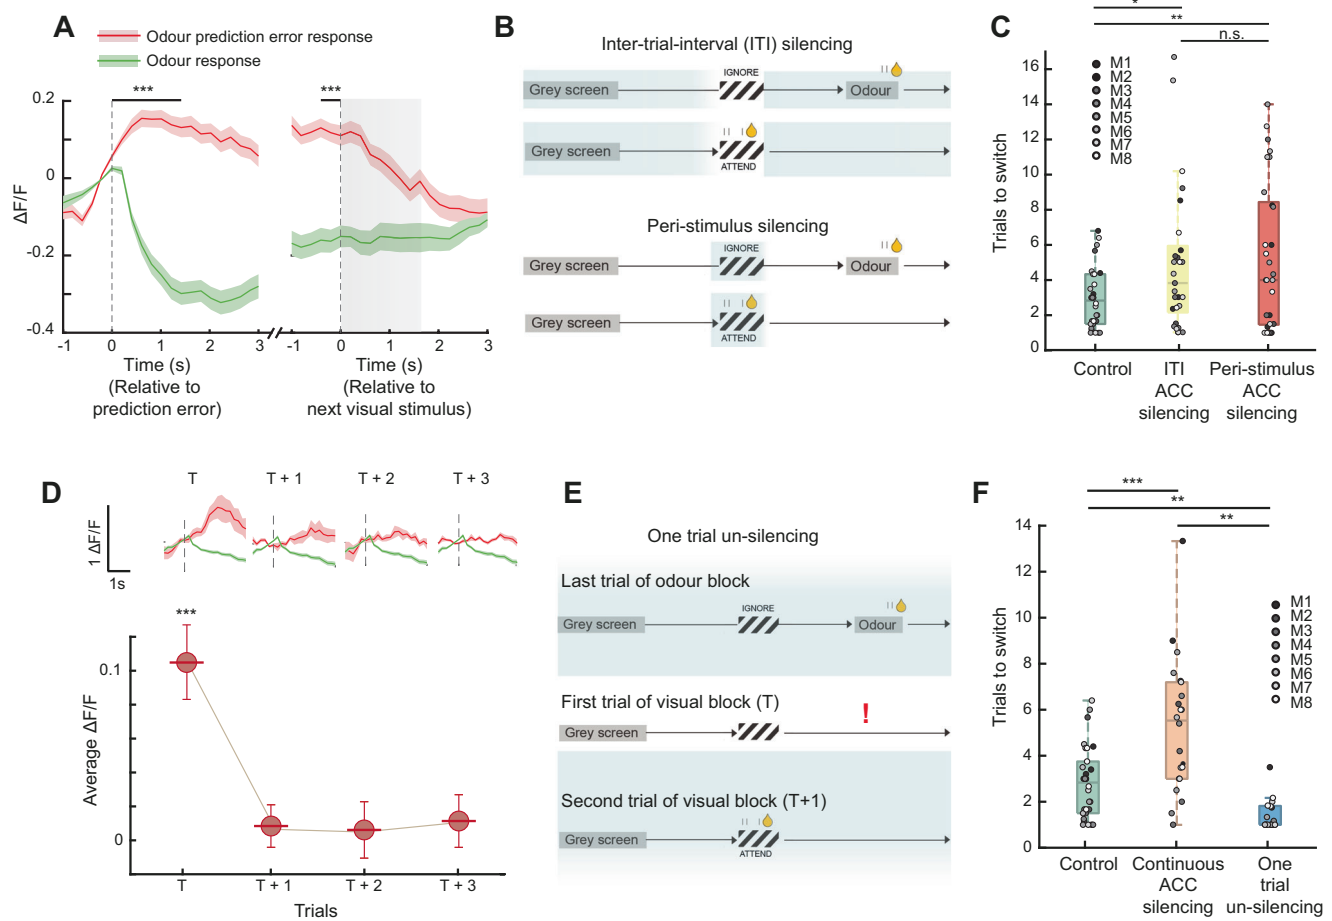 A
Odour prediction error response
Odour response
***
***
0.2
0
-0.2
-0.4
ΔF/F
-1 0 1 2 3
-1 0 1 2 3
Time (s)
(Relative to
prediction error)
Time (s)
(Relative to
next visual stimulus)
B
Inter-trial-interval (ITI) silencing
IGNORE
Grey screen
Odour
Grey screen
ATTEND
Peri-stimulus silencing
IGNORE
Grey screen
Odour
Grey screen
ATTEND
C
*
**
n.s.
M1
M2
M3
M4
M5
M6
M7
M8
16
14
12
10
8
6
4
2
0
Trials to switch
Control
ITI
ACC
silencing
Peri-stimulus
ACC
silencing
D
T
T + 1
T + 2
T + 3
1 ΔF/F
1s
***
0.1
0
Average ΔF/F
T
T + 1
T + 2
T + 3
Trials
E
One trial un-silencing
Last trial of odour block
IGNORE
Grey screen
Odour
First trial of visual block (T)
!
Grey screen
Second trial of visual block (T+1)
Grey screen
ATTEND
F
***
**
**
14
12
10
8
6
4
2
0
Trials to switch
M1
M2
M3
M4
M5
M6
M7
M8
Control
Continuous
ACC
silencing
One
trial
un-silencing